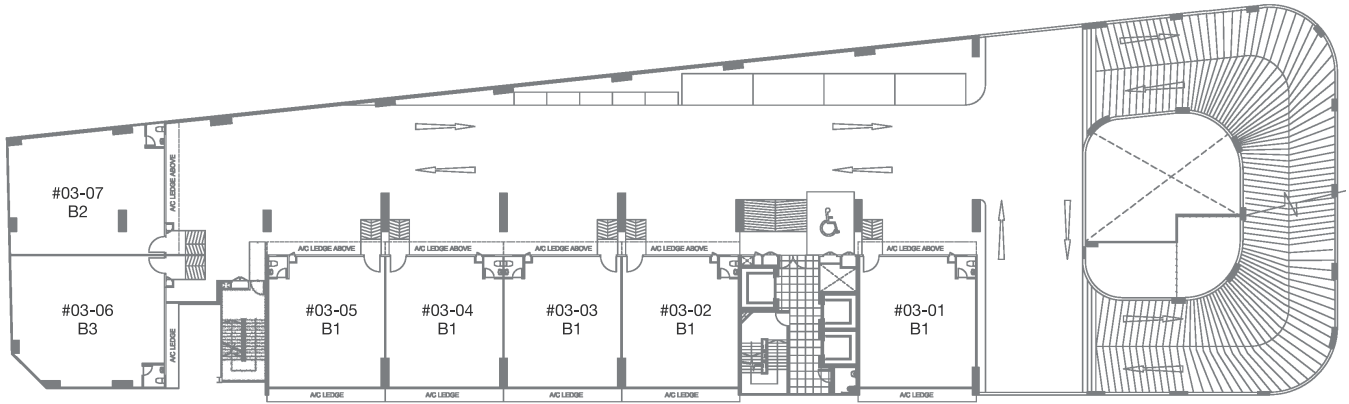 #03-07
B2
A/C LEDGE ABOVE
#03-06
B3
A/C LEDGE
A/C LEDGE ABOVE
A/C LEDGE ABOVE
A/C LEDGE ABOVE
A/C LEDGE ABOVE
A/C LEDGE ABOVE
#03-05
B1
#03-04
B1
#03-03
B1
#03-02
B1
#03-01
B1
A/C LEDGE
A/C LEDGE
A/C LEDGE
A/C LEDGE
A/C LEDGE